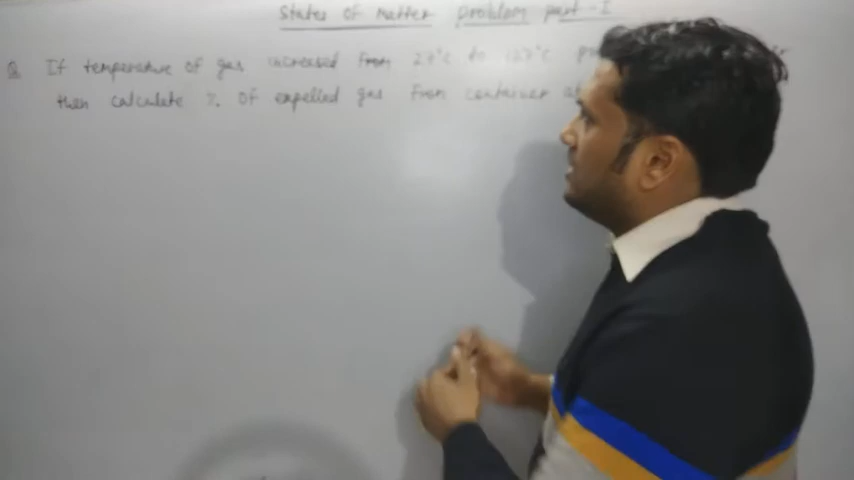 States of matter problem part-I
Q If temperature of gas increased from 27°C to 127°C
then calculate % of expelled gas from container